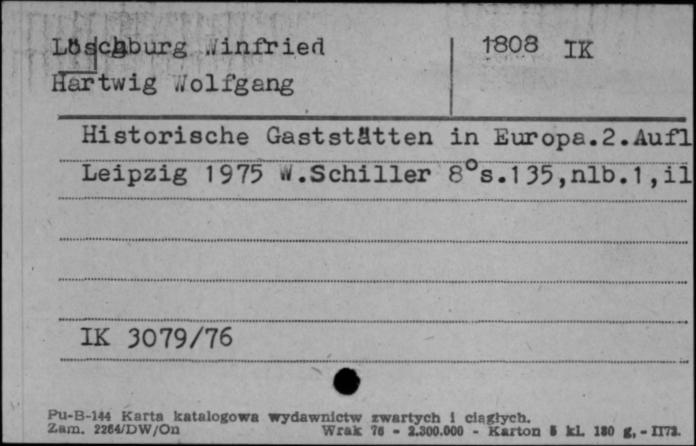 Löschburg Winfried
1808 IK
Hartwig Wolfgang
Historische Gaststätten in Europa.2.Aufl
Leipzig 1975 W.Schiller 8°s.135,nlb.1,il
IK 3079/76
Pu-B-144 Karta katalogowa wydawnictw zwartych i ciągłych.
Zam. 2264/DW/On Wrak 76 - 2.300.000 - Karton 5 kl. 180 g, - II73.